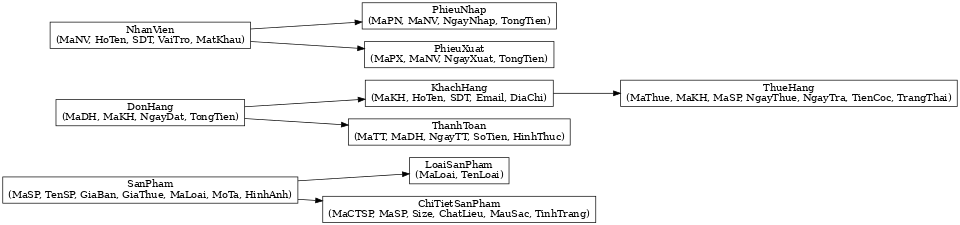 NhanVien
(MaNV, HoTen, SDT, VaiTro, MatKhau)
PhieuNhap
(MaPN, MaNV, NgayNhap, TongTien)
PhieuXuat
(MaPX, MaNV, NgayXuat, TongTien)
DonHang
(MaDH, MaKH, NgayDat, TongTien)
KhachHang
(MaKH, HoTen, SDT, Email, DiaChi)
ThueHang
(MaThue, MaKH, MaSP, NgayThue, NgayTra, TienCoc, TrangThai)
ThanhToan
(MaTT, MaDH, NgayTT, SoTien, HinhThuc)
SanPham
(MaSP, TenSP, GiaBan, GiaThue, MaLoai, MoTa, HinhAnh)
LoaiSanPham
(MaLoai, TenLoai)
ChiTietSanPham
(MaCTSP, MaSP, Size, ChatLieu, MauSac, TinhTrang)